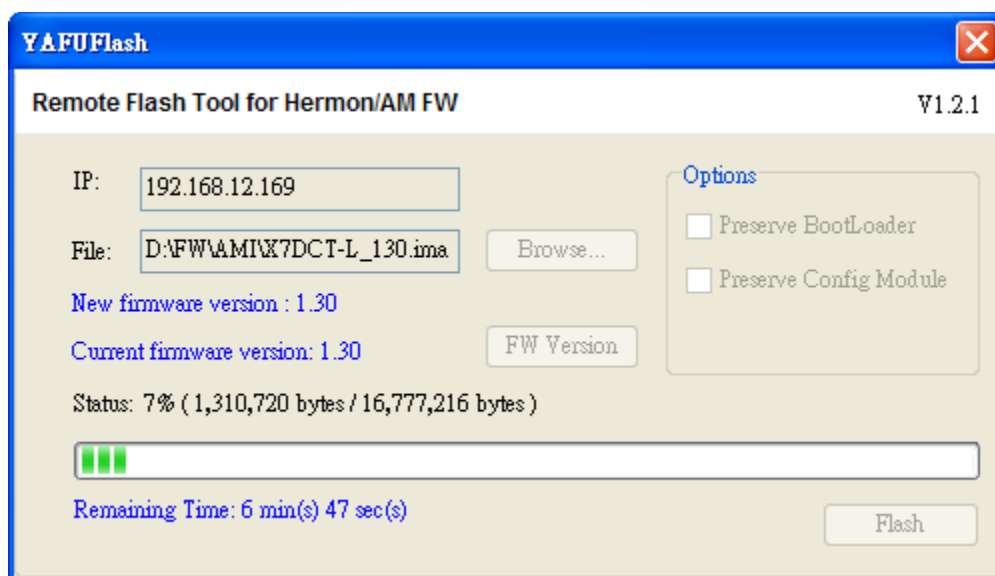 YAFUFlash
Remote Flash Tool for Hermon/AM FW V1.2.1
IP: 192.168.12.169
Options
Preserve BootLoader
File: D:\FW\AMI\X7DCT-L_130.ima Browse...
Preserve Config Module
New firmware version : 1.30
Current firmware version: 1.30 FW Version
Status: 7% ( 1,310,720 bytes / 16,777,216 bytes )
Remaining Time: 6 min(s) 47 sec(s)
Flash